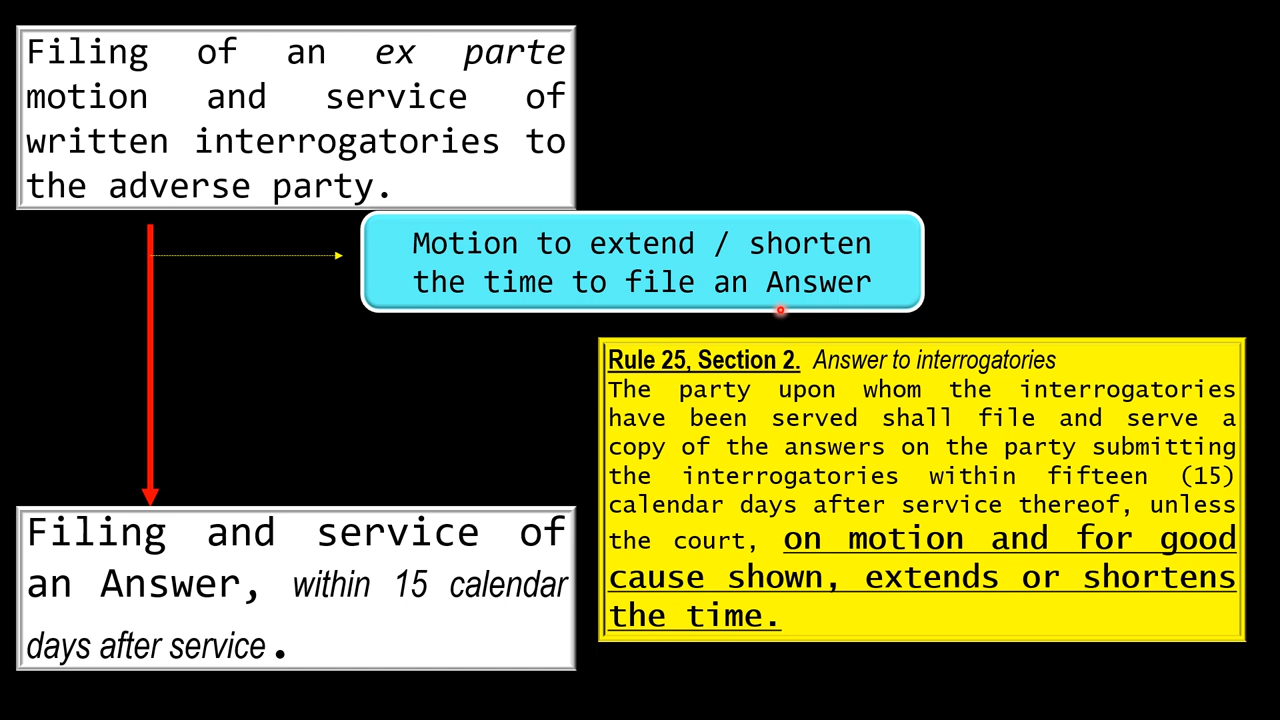 Filing of an ex parte
motion and service of
written interrogatories to
the adverse party.
Motion to extend / shorten
the time to file an Answer
Rule 25, Section 2. Answer to interrogatories
The party upon whom the interrogatories
have been served shall file and serve a
copy of the answers on the party submitting
the interrogatories within fifteen (15)
calendar days after service thereof, unless
the court, on motion and for good
cause shown, extends or shortens
the time.
Filing and service of
an Answer, within 15 calendar
days after service.